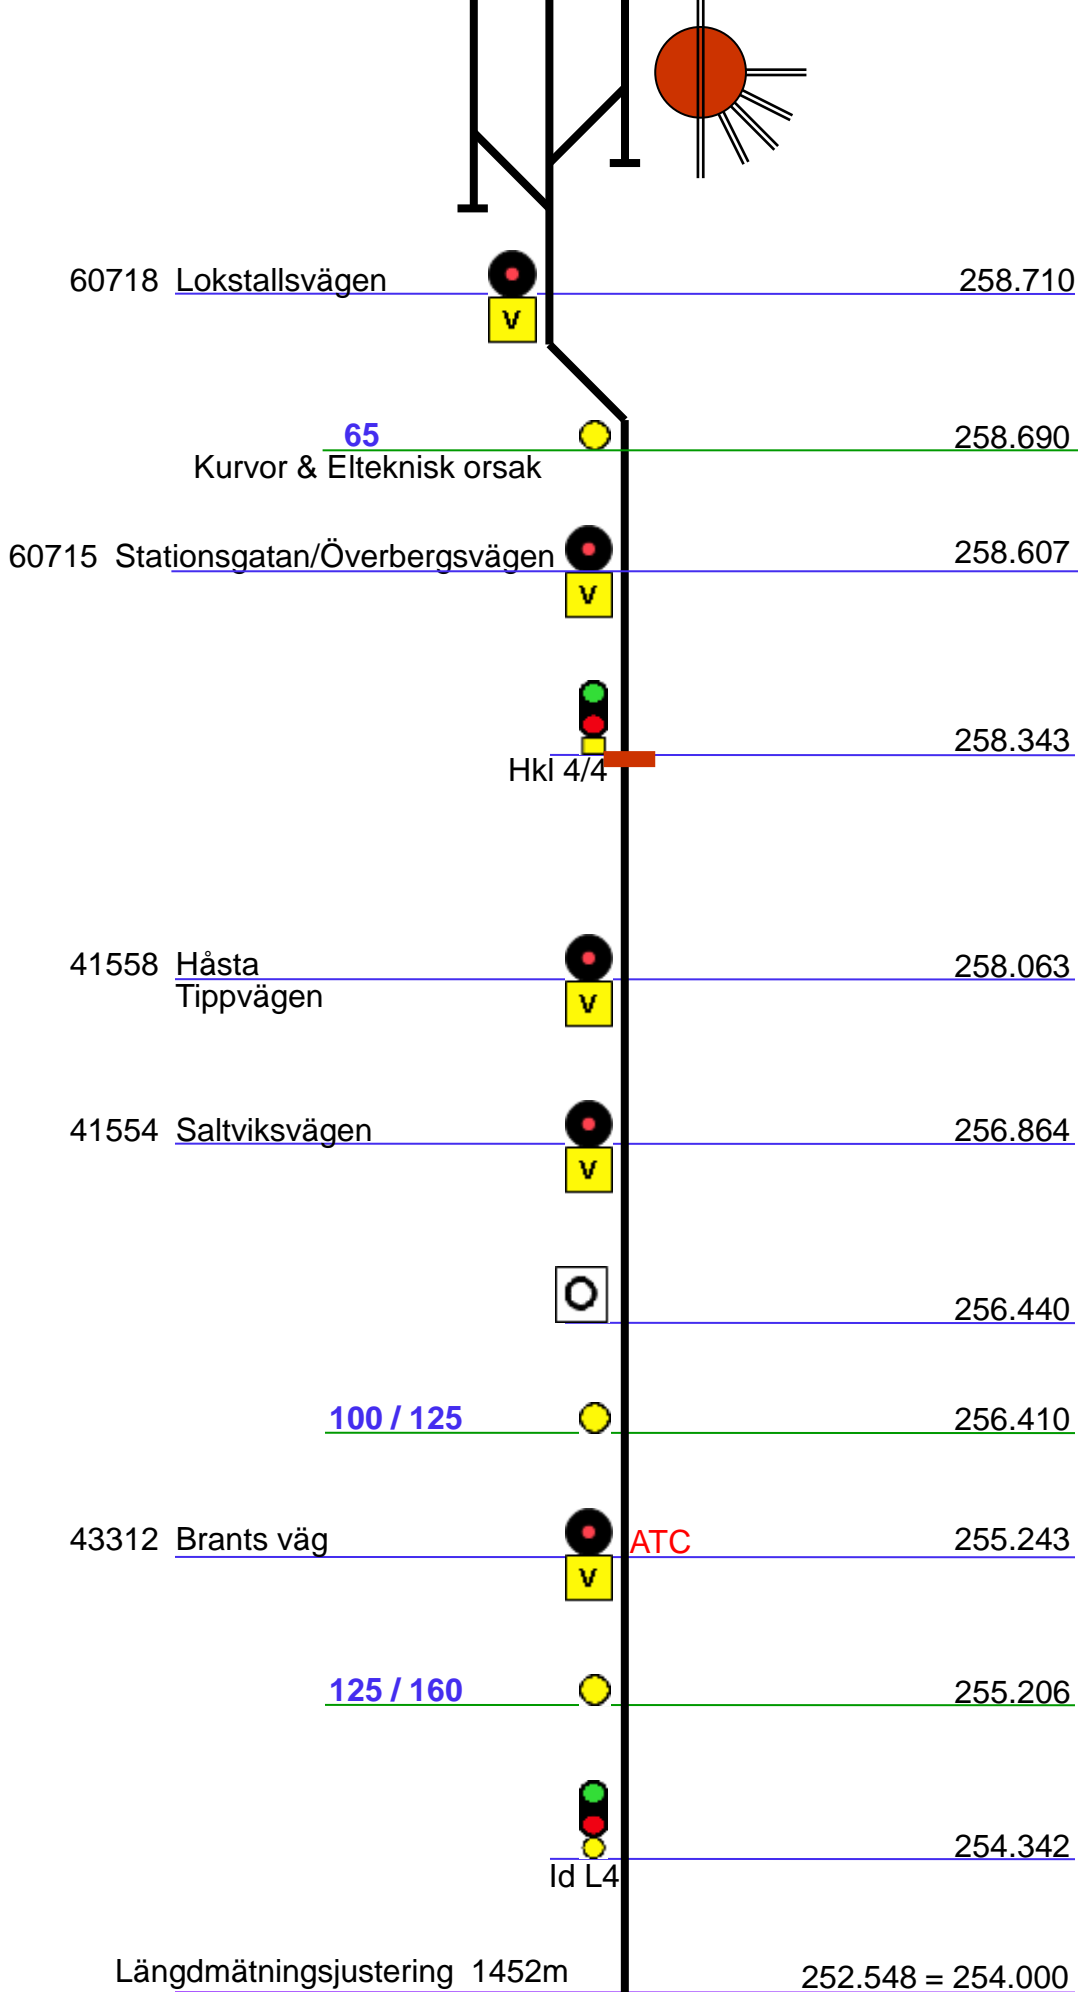 60718 Lokstallsvägen 258.710
V
65 258.690
Kurvor & Elteknisk orsak
60715 Stationsgatan/Överbergsvägen 258.607
V
258.343
Hkl 4/4
41558 Håsta 258.063
Tippvägen
V
41554 Saltviksvägen 256.864
V
O 256.440
100 / 125 256.410
43312 Brants väg ATC 255.243
V
125 / 160 255.206
254.342
Id L4
Längdmätningsjustering 1452m 252.548 = 254.000